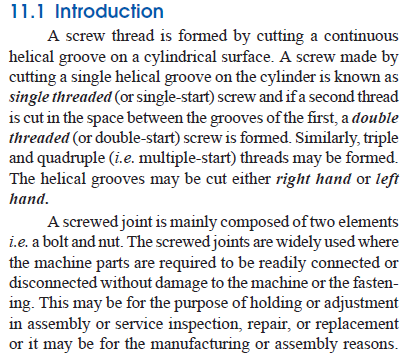 11.1 Introduction
A screw thread is formed by cutting a continuous
helical groove on a cylindrical surface. A screw made by
cutting a single helical groove on the cylinder is known as
single threaded (or single-start) screw and if a second thread
is cut in the space between the grooves of the first, a double
threaded (or double-start) screw is formed. Similarly, triple
and quadruple (i.e. multiple-start) threads may be formed.
The helical grooves may be cut either right hand or left
hand.
A screwed joint is mainly composed of two elements
i.e. a bolt and nut. The screwed joints are widely used where
the machine parts are required to be readily connected or
disconnected without damage to the machine or the fasten-
ing. This may be for the purpose of holding or adjustment
in assembly or service inspection, repair, or replacement
or it may be for the manufacturing or assembly reasons.